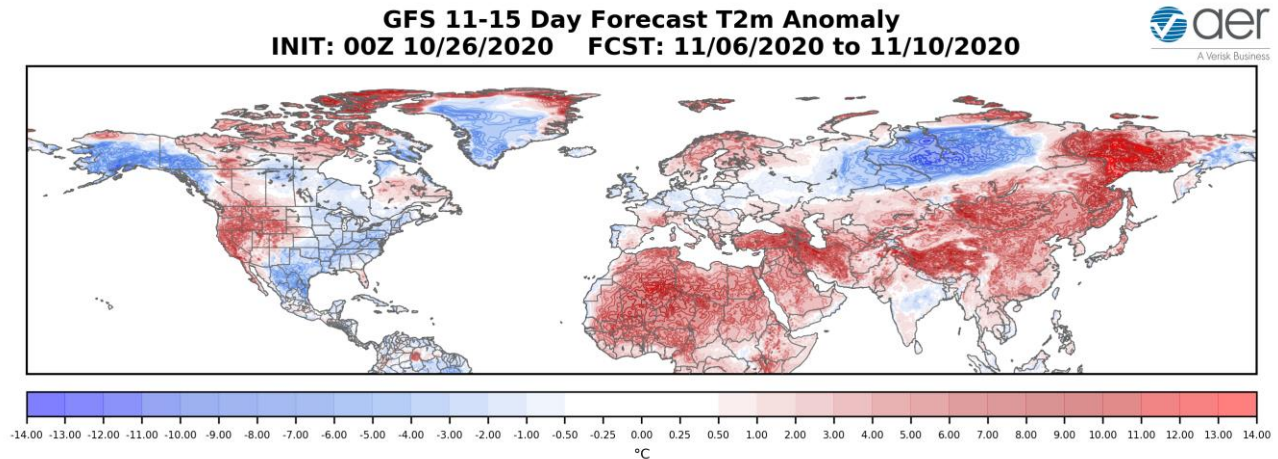 GFS 11-15 Day Forecast T2m Anomaly
INIT: 00Z 10/26/2020 FCST: 11/06/2020 to 11/10/2020
aer
A Verisk Business
-14.00 -13.00 -12.00 -11.00 -10.00 -9.00 -8.00 -7.00 -6.00 -5.00 -4.00 -3.00 -2.00 -1.00 -0.50 -0.25 0.00 0.25 0.50 1.00 2.00 3.00 4.00 5.00 6.00 7.00 8.00 9.00 10.00 11.00 12.00 13.00 14.00
°C